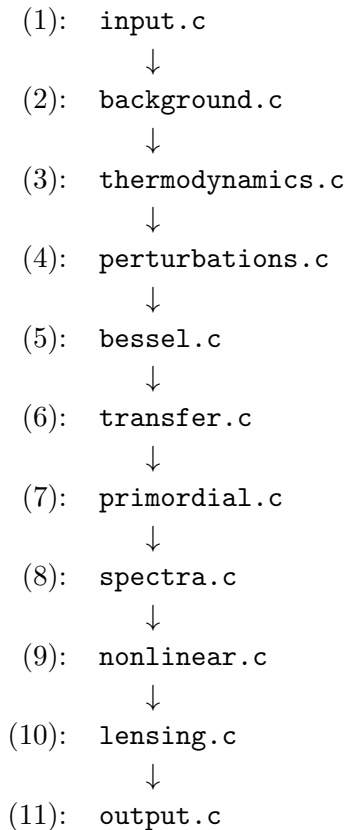 (1): input.c
↓
(2): background.c
↓
(3): thermodynamics.c
↓
(4): perturbations.c
↓
(5): bessel.c
↓
(6): transfer.c
↓
(7): primordial.c
↓
(8): spectra.c
↓
(9): nonlinear.c
↓
(10): lensing.c
↓
(11): output.c